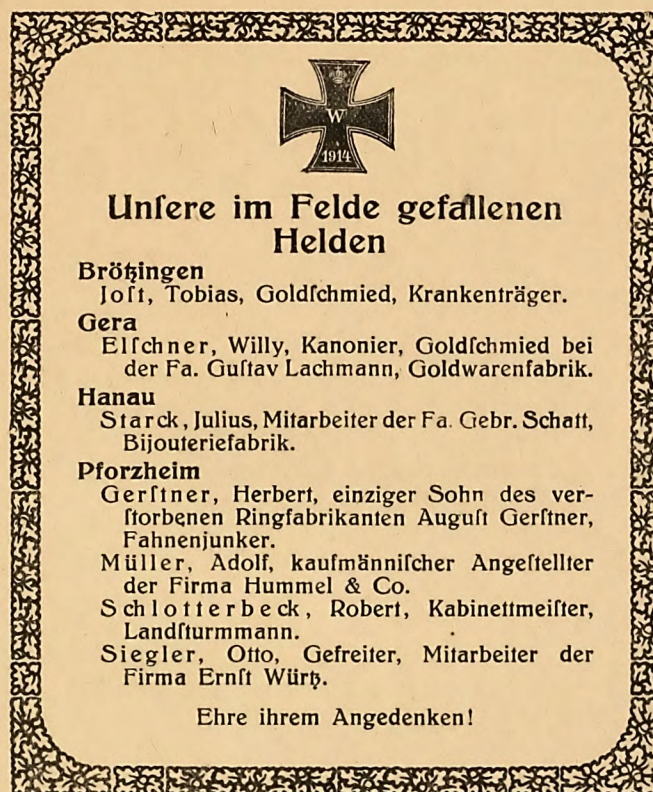 W
1914
Unſere im Felde gefallenen
Helden
Brötzingen
Joſt, Tobias, Goldſchmied, Krankenträger.
Gera
Elſchner, Willy, Kanonier, Goldſchmied bei
der Fa. Guſtav Lachmann, Goldwarenfabrik.
Hanau
Starck, Julius, Mitarbeiter der Fa. Gebr. Schatt,
Bijouteriefabrik.
Pforzheim
Gerſtner, Herbert, einziger Sohn des ver-
ſtorbenen Ringfabrikanten Auguſt Gerſtner,
Fahnenjunker.
Müller, Adolf, kaufmänniſcher Angeſtellter
der Firma Hummel & Co.
Schlotterbeck, Robert, Kabinettmeiſter,
Landſturmmann.
Siegler, Otto, Gefreiter, Mitarbeiter der
Firma Ernſt Würtz.
Ehre ihrem Angedenken!